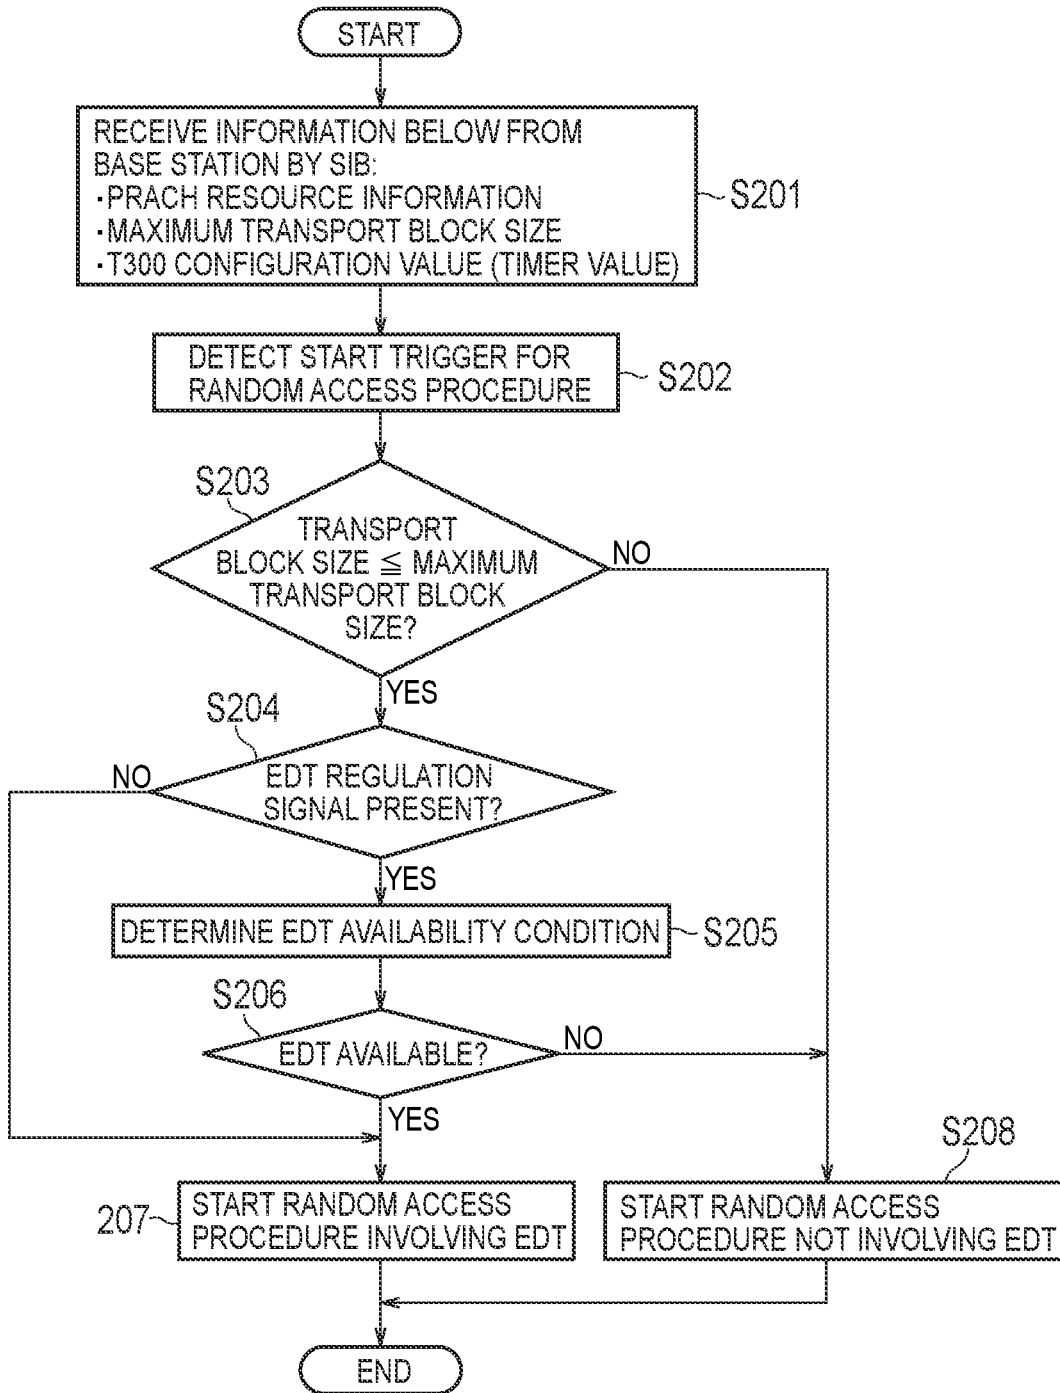 START
RECEIVE INFORMATION BELOW FROM
BASE STATION BY SIB:
・PRACH RESOURCE INFORMATION
・MAXIMUM TRANSPORT BLOCK SIZE
・T300 CONFIGURATION VALUE (TIMER VALUE)
S201
DETECT START TRIGGER FOR
RANDOM ACCESS PROCEDURE
S202
S203
TRANSPORT
BLOCK SIZE ≦ MAXIMUM
TRANSPORT BLOCK
SIZE?
NO
YES
S204
EDT REGULATION
SIGNAL PRESENT?
NO
YES
DETERMINE EDT AVAILABILITY CONDITION
S205
S206
EDT AVAILABLE?
NO
YES
207
START RANDOM ACCESS
PROCEDURE INVOLVING EDT
S208
START RANDOM ACCESS
PROCEDURE NOT INVOLVING EDT
END